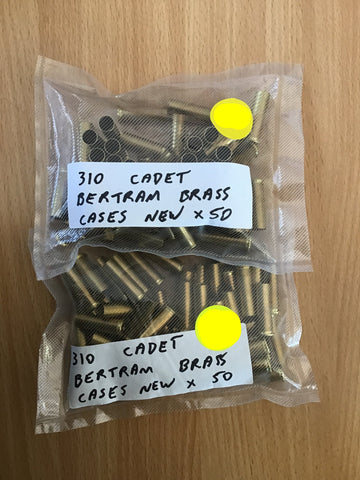 310 CADET
BERTRAM BRASS
CASES NEW x 50
310 CADET
BERTRAM BRASS
CASES NEW x 50